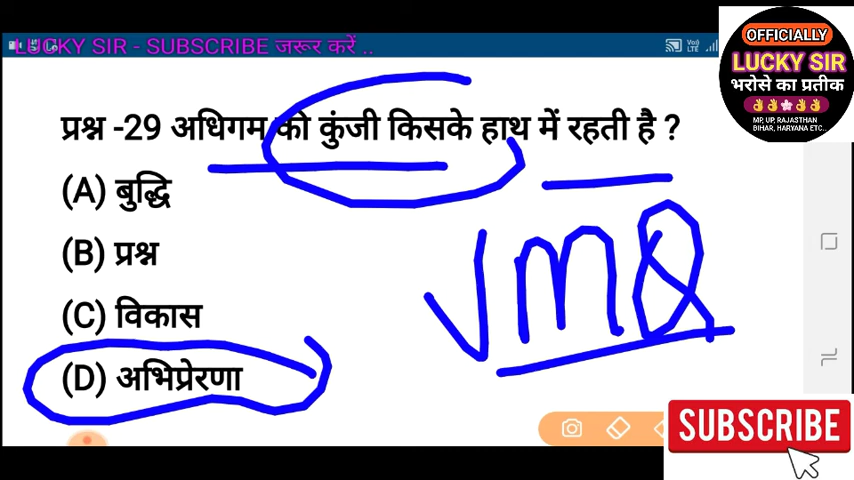 LUCKY SIR - SUBSCRIBE जरूर करें ..
OFFICIALLY
LUCKY SIR
भरोसे का प्रतीक
MP, UP, RAJASTHAN
BIHAR, HARYANA ETC..
प्रश्न -29 अधिगम की कुंजी किसके हाथ में रहती है ?
(A) बुद्धि
(B) प्रश्न
(C) विकास
(D) अभिप्रेरणा
√mQ
SUBSCRIBE